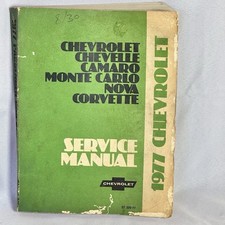 CHEVROLET
CHEVELLE
CAMARO
MONTE CARLO
NOVA
CORVETTE
SERVICE
MANUAL
CHEVROLET
1977 CHEVROLET